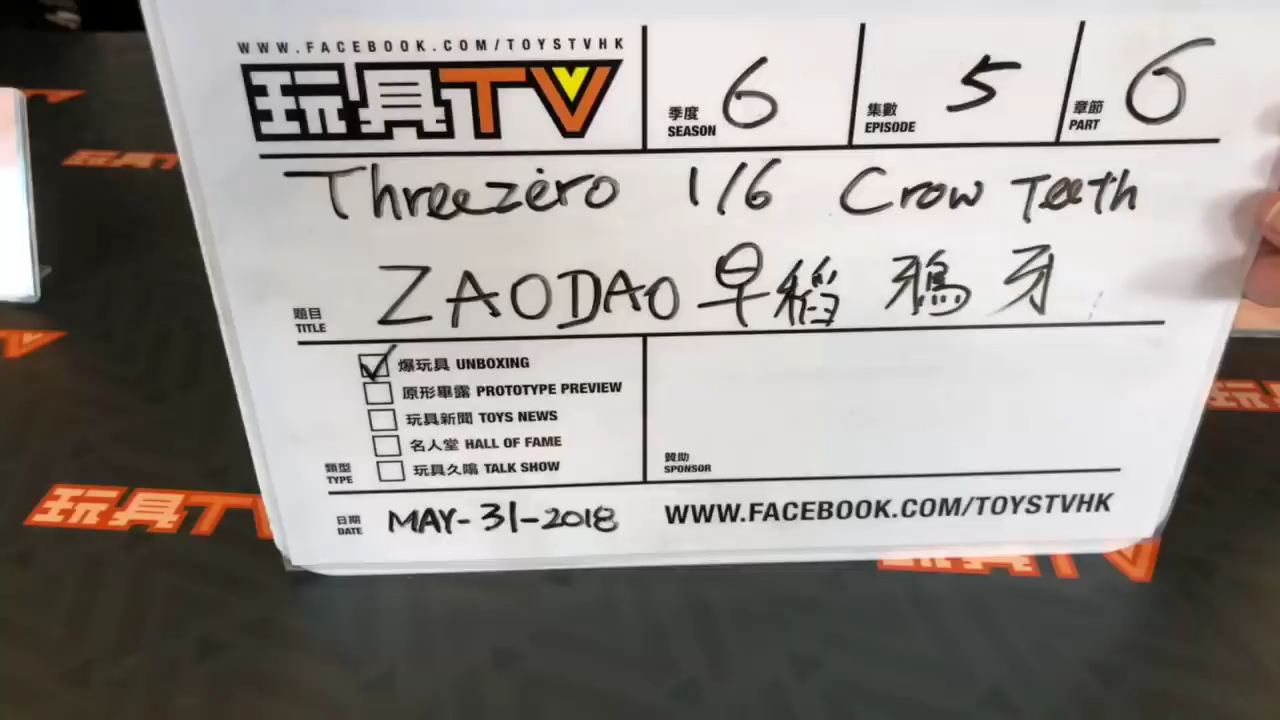 WWW.FACEBOOK.COM/TOYSTVHK
玩具TV
季度 SEASON 6
集數 EPISODE 5
章節 PART 6
Threezero 1/6 Crow Teeth
ZAODAO 早稻 鴉牙
題目 TITLE
爆玩具 UNBOXING
原形畢露 PROTOTYPE PREVIEW
玩具新聞 TOYS NEWS
名人堂 HALL OF FAME
玩具久噏 TALK SHOW
類型 TYPE
贊助 SPONSOR
日期 DATE MAY-31-2018
WWW.FACEBOOK.COM/TOYSTVHK
玩具TV
玩具TV